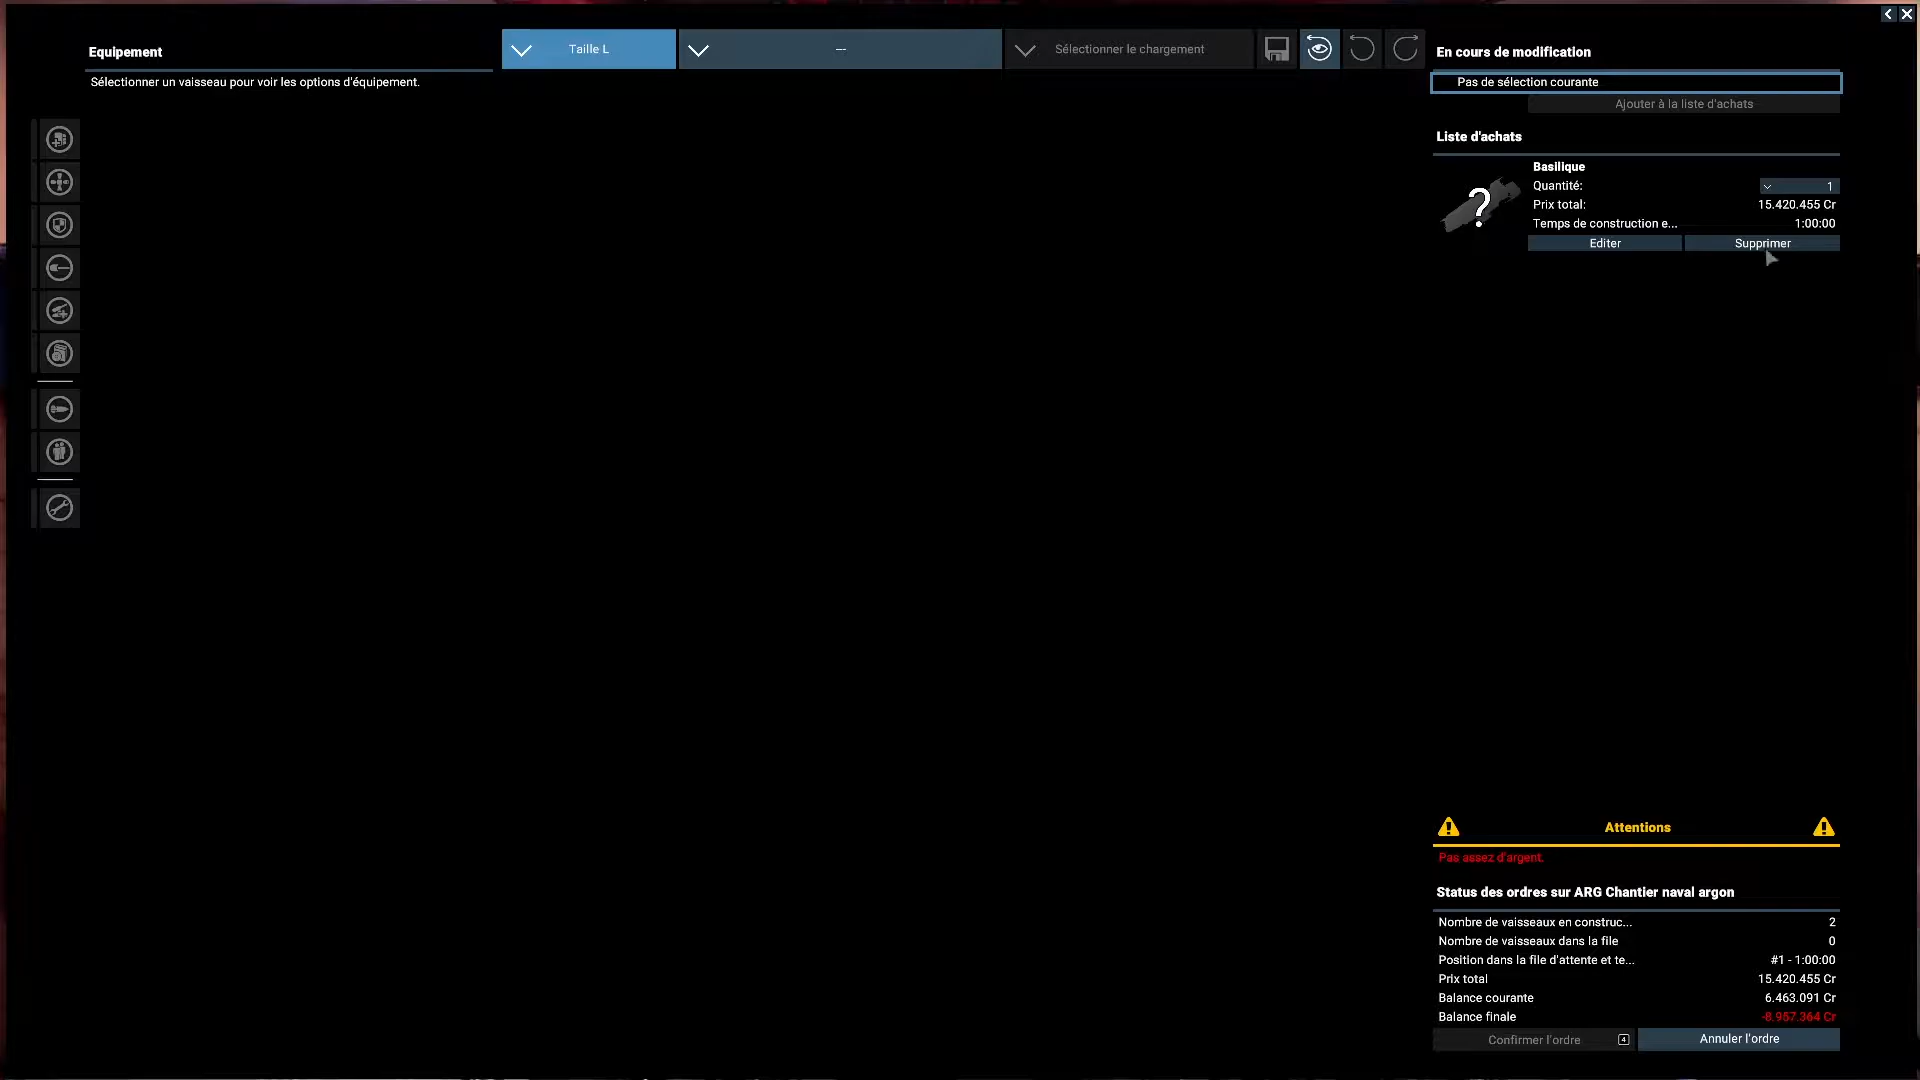 Equipement
Sélectionner un vaisseau pour voir les options d'équipement.
Taille L
---
Sélectionner le chargement
En cours de modification
Pas de sélection courante
Ajouter à la liste d'achats
Liste d'achats
?
Basilique
Quantité: 1
Prix total: 15.420.455 Cr
Temps de construction e... 1:00:00
Editer Supprimer
Attentions
Pas assez d'argent.
Status des ordres sur ARG Chantier naval argon
Nombre de vaisseaux en construc... 2
Nombre de vaisseaux dans la file 0
Position dans la file d'attente et te... #1 - 1:00:00
Prix total 15.420.455 Cr
Balance courante 6.463.091 Cr
Balance finale -8.957.364 Cr
Confirmer l'ordre 4 Annuler l'ordre